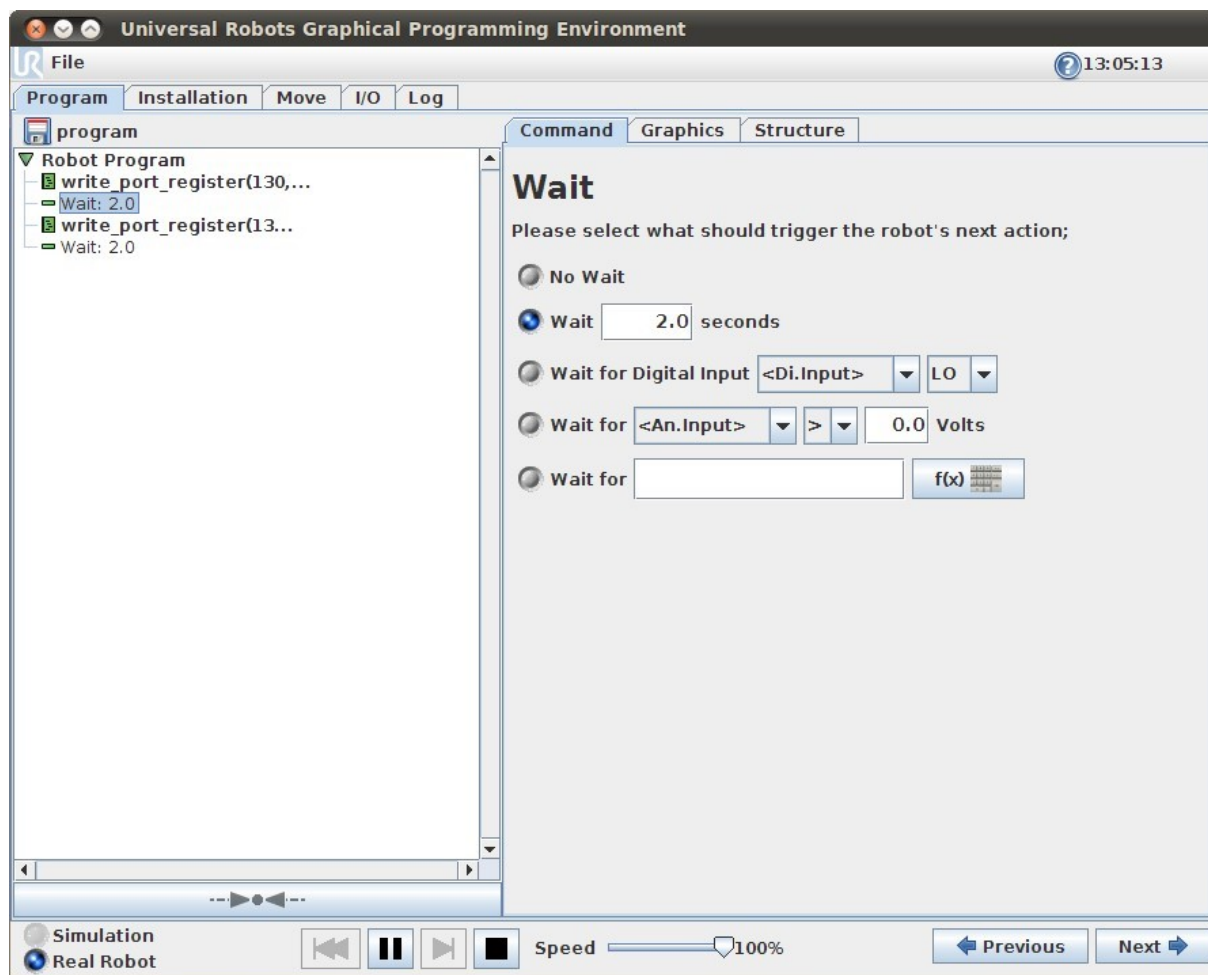 Universal Robots Graphical Programming Environment
UR File 13:05:13
Program Installation Move I/O Log
program
Command Graphics Structure
Robot Program
write_port_register(130,...
Wait: 2.0
write_port_register(13...
Wait: 2.0
Wait
Please select what should trigger the robot's next action;
No Wait
Wait 2.0 seconds
Wait for Digital Input <Di.Input> LO
Wait for <An.Input> > 0.0 Volts
Wait for f(x)
Simulation
Real Robot
Speed 100%
Previous Next